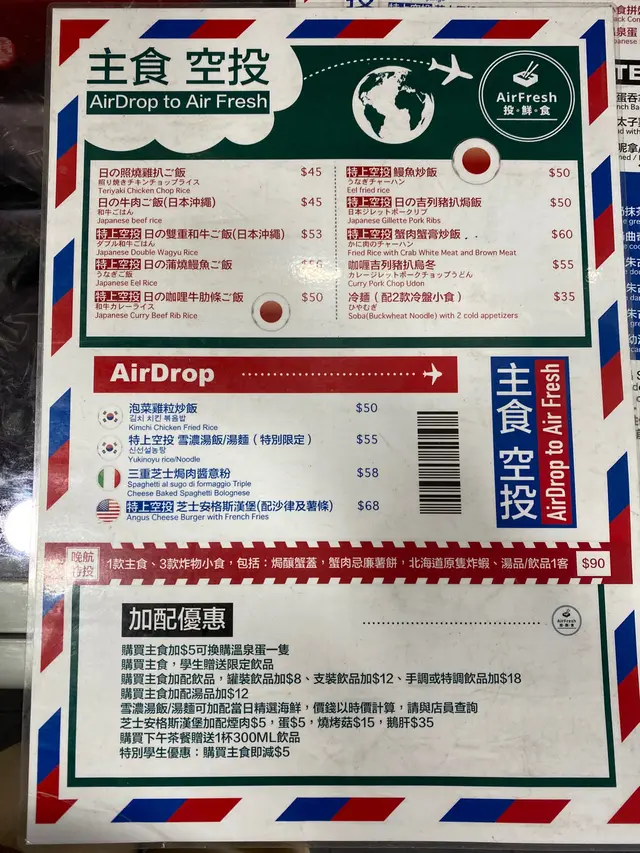 主食 空投
AirDrop to Air Fresh
AirFresh
投·鮮·食
日の照燒雞扒ご飯 $45
照り焼きチキンチョップライス
Teriyaki Chicken Chop Rice
日の牛肉ご飯(日本沖繩) $45
和牛ごはん
Japanese beef rice
特上空投 日の雙重和牛ご飯(日本沖繩) $53
ダブル和牛ごはん
Japanese Double Wagyu Rice
特上空投 日の蒲燒鰻魚ご飯
うなぎご飯
Japanese Eel Rice
特上空投 日の咖喱牛肋條ご飯 $50
和牛カレーライス
Japanese Curry Beef Rib Rice
特上空投 鰻魚炒飯 $50
うなぎチャーハン
Eel fried rice
特上空投 日の吉列豬扒焗飯 $50
日本ジレットポークリブ
Japanese Gillette Pork Ribs
特上空投 蟹肉蟹膏炒飯 $60
かに肉のチャーハン
Fried Rice with Crab White Meat and Brown Meat
咖喱吉列豬扒烏冬 $55
カレージレットポークチョップうどん
Curry Pork Chop Udon
冷麵（配2款冷盤小食） $35
ひやむぎ
Soba(Buckwheat Noodle) with 2 cold appetizers
AirDrop
泡菜雞粒炒飯 $50
김치 치킨 볶음밥
Kimchi Chicken Fried Rice
特上空投 雪濃湯飯/湯麵（特別限定） $55
신선설농탕
Yukinoyu rice/Noodle
三重芝士焗肉醬意粉 $58
Spaghetti al sugo di formaggio Triple
Cheese Baked Spaghetti Bolognese
特上空投 芝士安格斯漢堡(配沙律及薯條) $68
Angus Cheese Burger with French Fries
主食 空投
AirDrop to Air Fresh
晚航
1款主食、3款炸物小食，包括：焗釀蟹蓋，蟹肉忌廉薯餅，北海道原隻炸蝦、湯品/飲品1客 $90
加配優惠
AirFresh
購買主食加$5可換購溫泉蛋一隻
購買主食，學生贈送限定飲品
購買主食加配飲品，罐裝飲品加$8、支裝飲品加$12、手調或特調飲品加$18
購買主食加配湯品加$12
雪濃湯飯/湯麵可加配當日精選海鮮，價錢以時價計算，請與店員查詢
芝士安格斯漢堡加配煙肉$5，蛋$5，燒烤菇$15，鵝肝$35
購買下午茶餐贈送1杯300ML飲品
特別學生優惠：購買主食即減$5